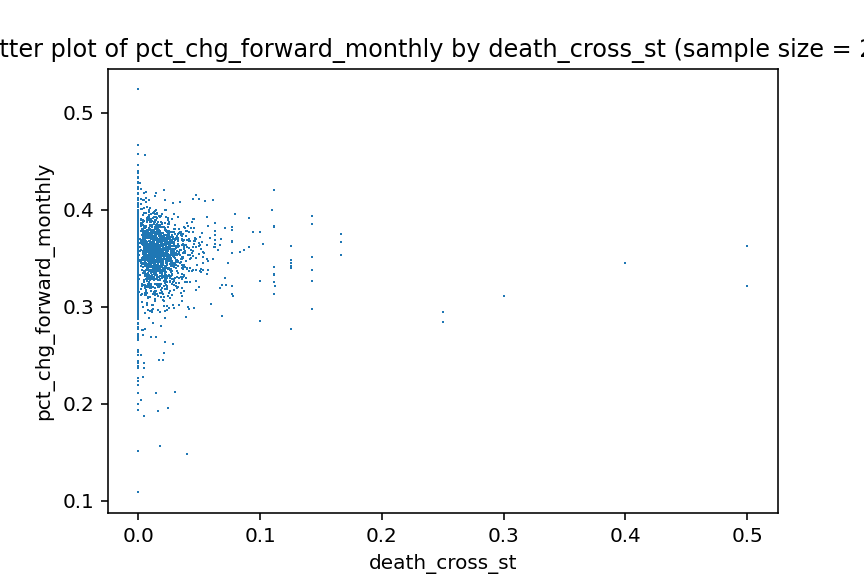 tter plot of pct_chg_forward_monthly by death_cross_st (sample size =
0.5
0.4
0.3
0.2
0.1
pct_chg_forward_monthly
0.0 0.1 0.2 0.3 0.4 0.5
death_cross_st